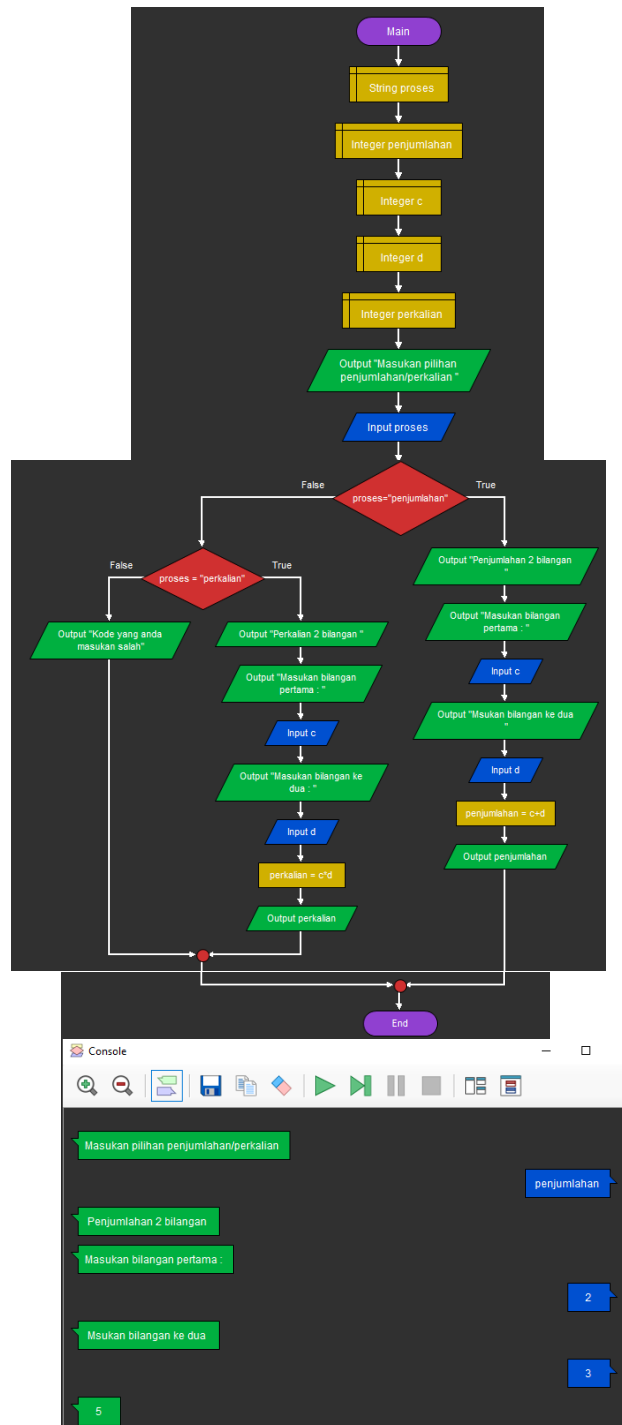 Main
String proses
Integer penjumlahan
Integer c
Integer d
Integer perkalian
Output "Masukan pilihan
penjumlahan/perkalian "
Input proses
False
proses="penjumlahan"
True
False
proses = "perkalian"
True
Output "Kode yang anda
masukan salah"
Output "Perkalian 2 bilangan "
Output "Masukan bilangan
pertama : "
Input c
Output "Masukan bilangan ke
dua : "
Input d
perkalian = c*d
Output perkalian
Output "Penjumlahan 2 bilangan
"
Output "Masukan bilangan
pertama : "
Input c
Output "Msukan bilangan ke dua
"
Input d
penjumlahan = c+d
Output penjumlahan
End
Console
Masukan pilihan penjumlahan/perkalian
penjumlahan
Penjumlahan 2 bilangan
Masukan bilangan pertama :
2
Msukan bilangan ke dua
3
5